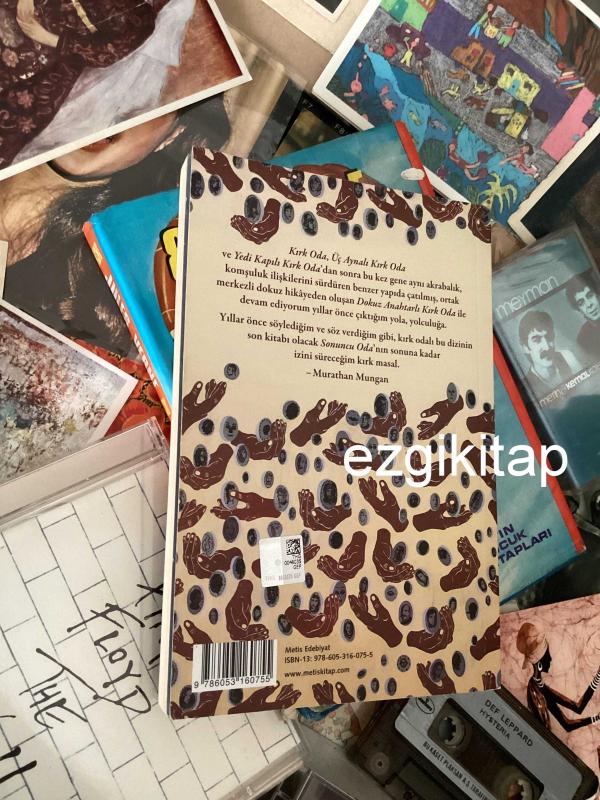 F7 F8
Kırk Oda, Üç Aynalı Kırk Oda
ve Yedi Kapılı Kırk Oda'dan sonra bu kez gene aynı akrabalık,
komşuluk ilişkilerini sürdüren benzer yapıda çatılmış, ortak
merkezli dokuz hikâyeden oluşan Dokuz Anahtarlı Kırk Oda ile
devam ediyorum yıllar önce çıktığım yola, yolculuğa.
Yıllar önce söylediğim ve söz verdiğim gibi, kırk odalı bu dizinin
son kitabı olacak Sonuncu Oda'nın sonuna kadar
izini süreceğim kırk masal.
– Murathan Mungan
ezgikitap
Metis Edebiyat
ISBN-13: 978-605-316-075-5
www.metiskitap.com
9 786053 160755
FLOYD
THE
DEF LEPPARD
HYSTERIA